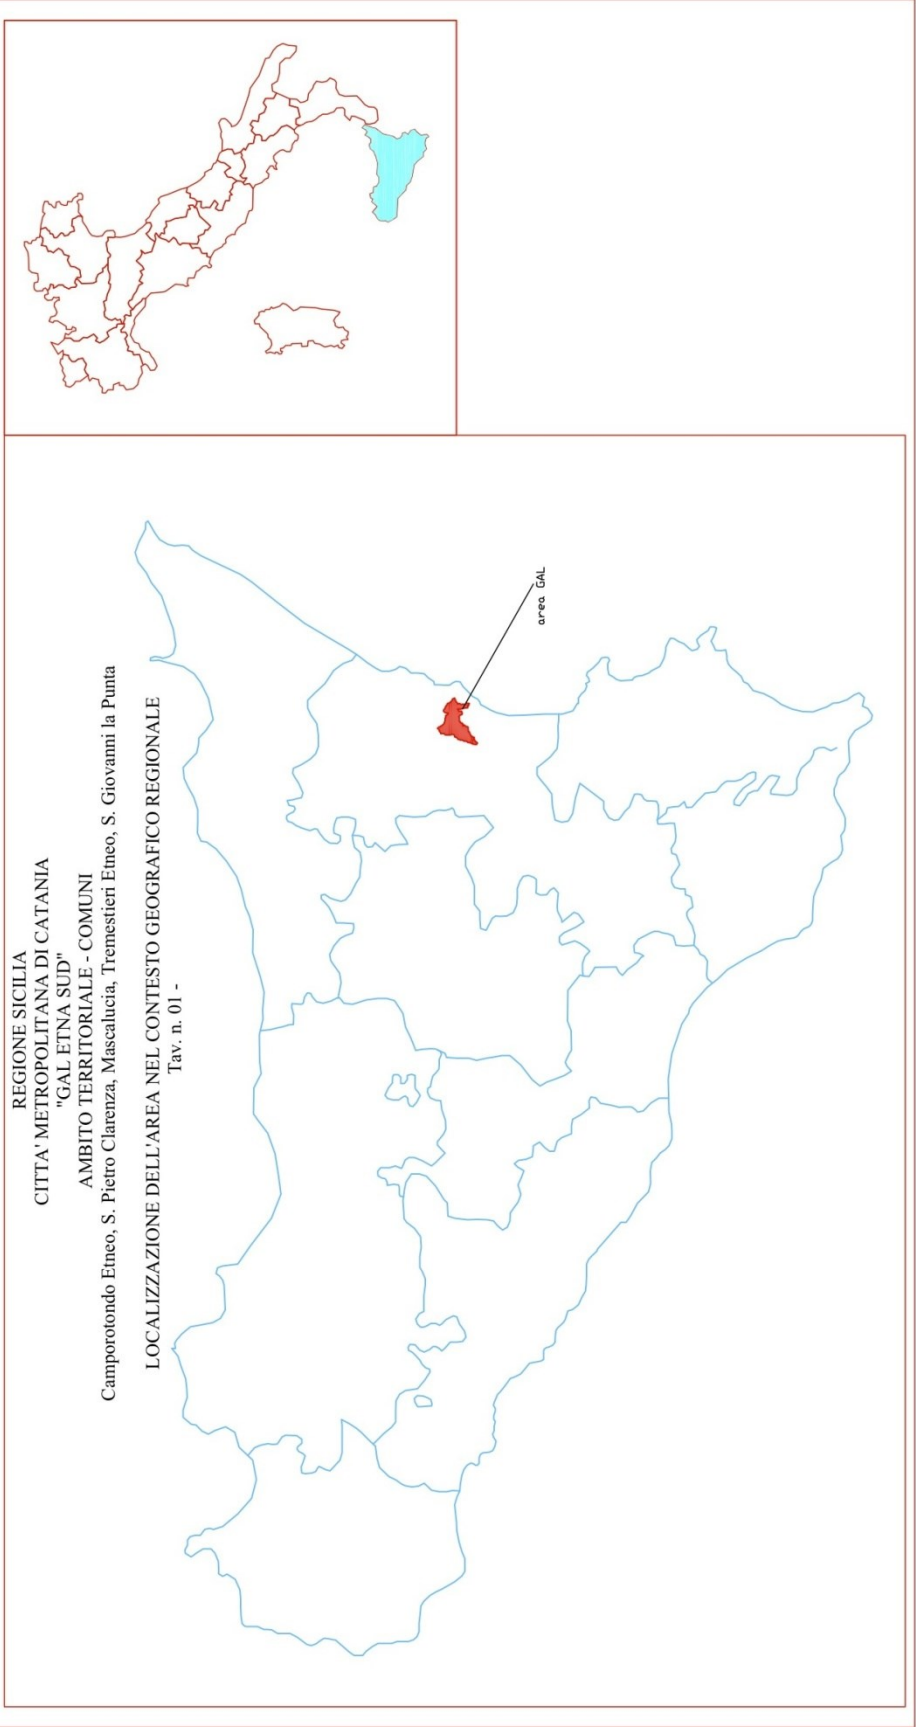 REGIONE SICILIA
CITTA' METROPOLITANA DI CATANIA
"GAL ETNA SUD"
AMBITO TERRITORIALE - COMUNI
Camporotondo Etneo, S. Pietro Clarenza, Mascalucia, Tremestieri Etneo, S. Giovanni la Punta
LOCALIZZAZIONE DELL'AREA NEL CONTESTO GEOGRAFICO REGIONALE
Tav. n. 01 -
area GAL